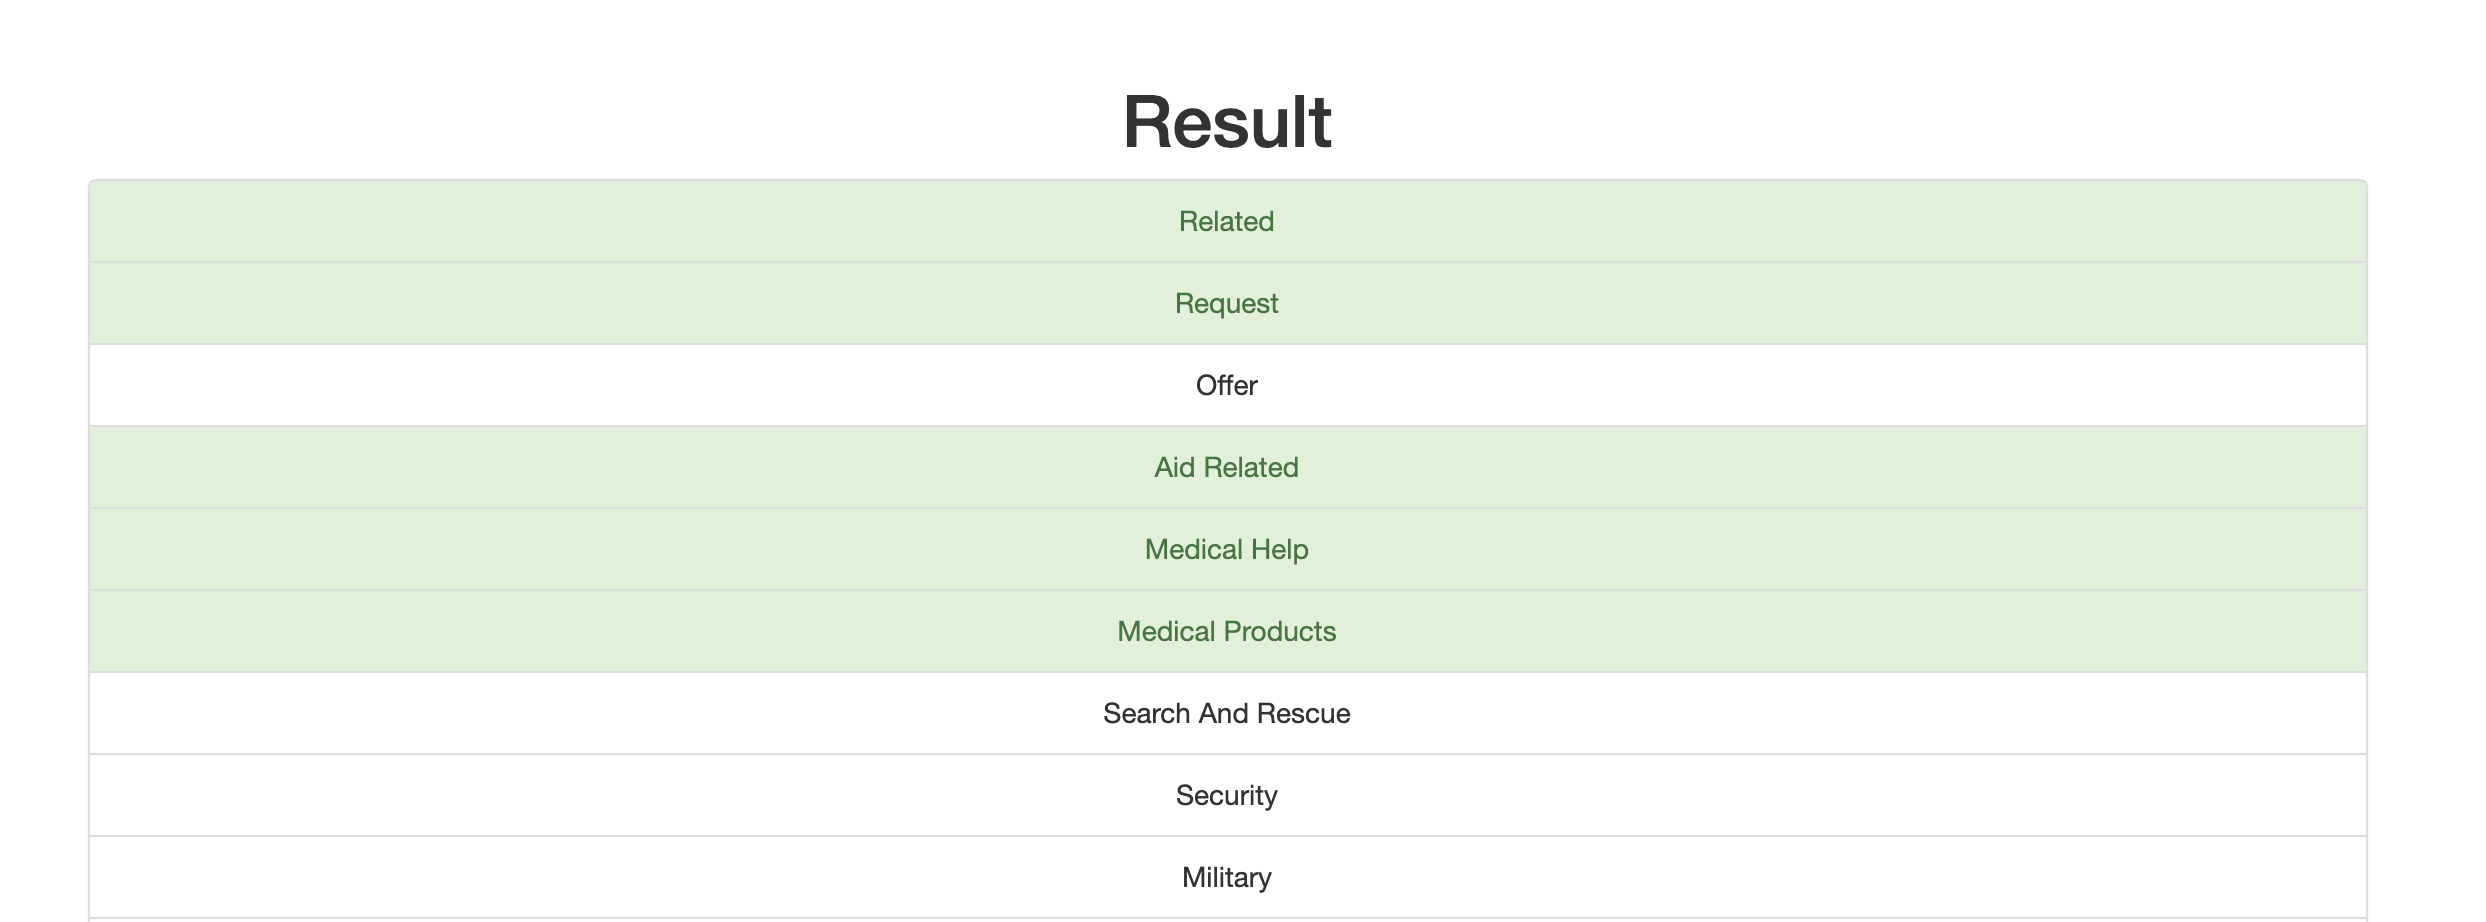 Result
Related
Request
Offer
Aid Related
Medical Help
Medical Products
Search And Rescue
Security
Military